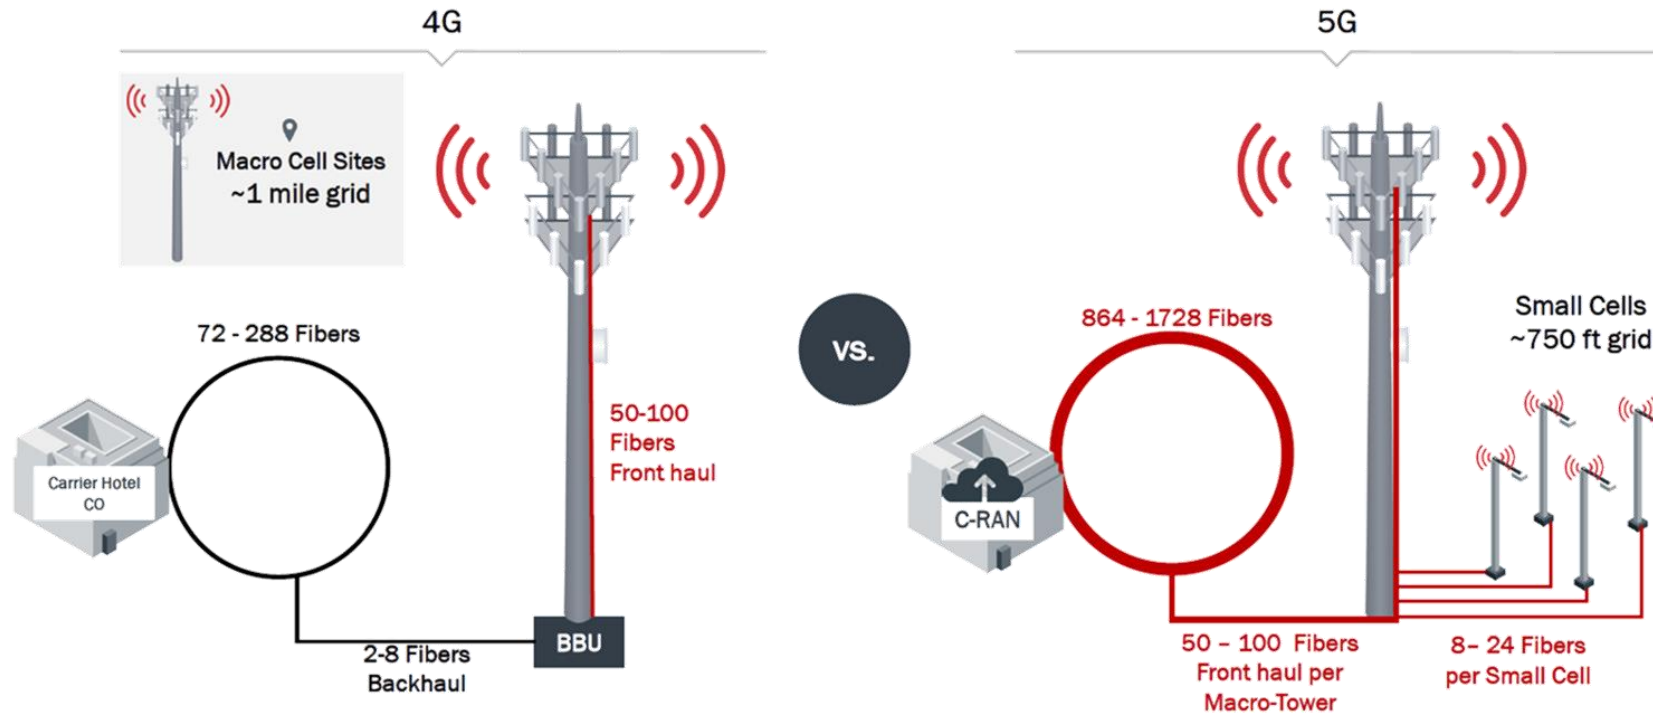 4G
Macro Cell Sites
~1 mile grid
72 - 288 Fibers
Carrier Hotel
CO
50-100
Fibers
Front haul
BBU
2-8 Fibers
Backhaul
VS.
5G
864 - 1728 Fibers
Small Cells
~750 ft grid
C-RAN
50 – 100 Fibers
Front haul per
Macro-Tower
8– 24 Fibers
per Small Cell